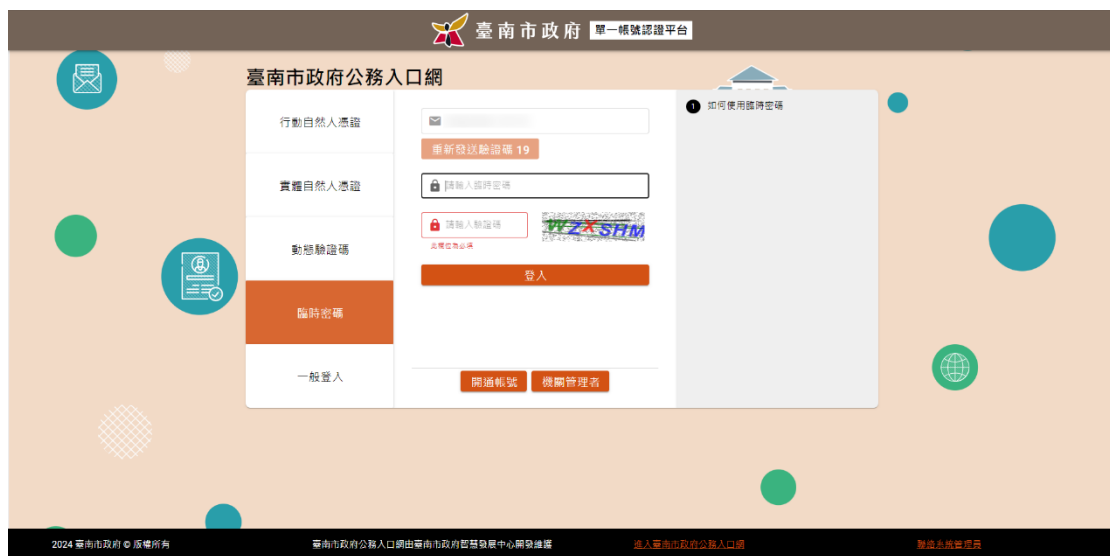 臺南市政府 單一帳號認證平台
臺南市政府公務入口網
行動自然人憑證
實體自然人憑證
動態驗證碼
臨時密碼
一般登入
重新發送驗證碼 19
請輸入臨時密碼
請輸入驗證碼
WZXSHM
此欄位為必填
登入
開通帳號
機關管理者
1 如何使用臨時密碼
2024 臺南市政府 © 版權所有
臺南市政府公務入口網由臺南市政府智慧發展中心開發維護
進入臺南市政府公務入口網
聯絡系統管理員